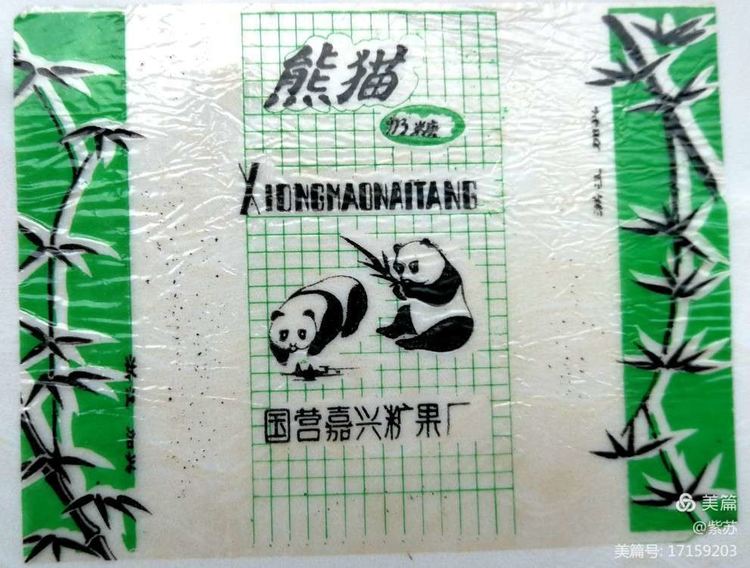 熊猫
奶糖
XIONGMAONAITANG
国营嘉兴糖果厂
美篇
@紫苏
美篇号: 17159203